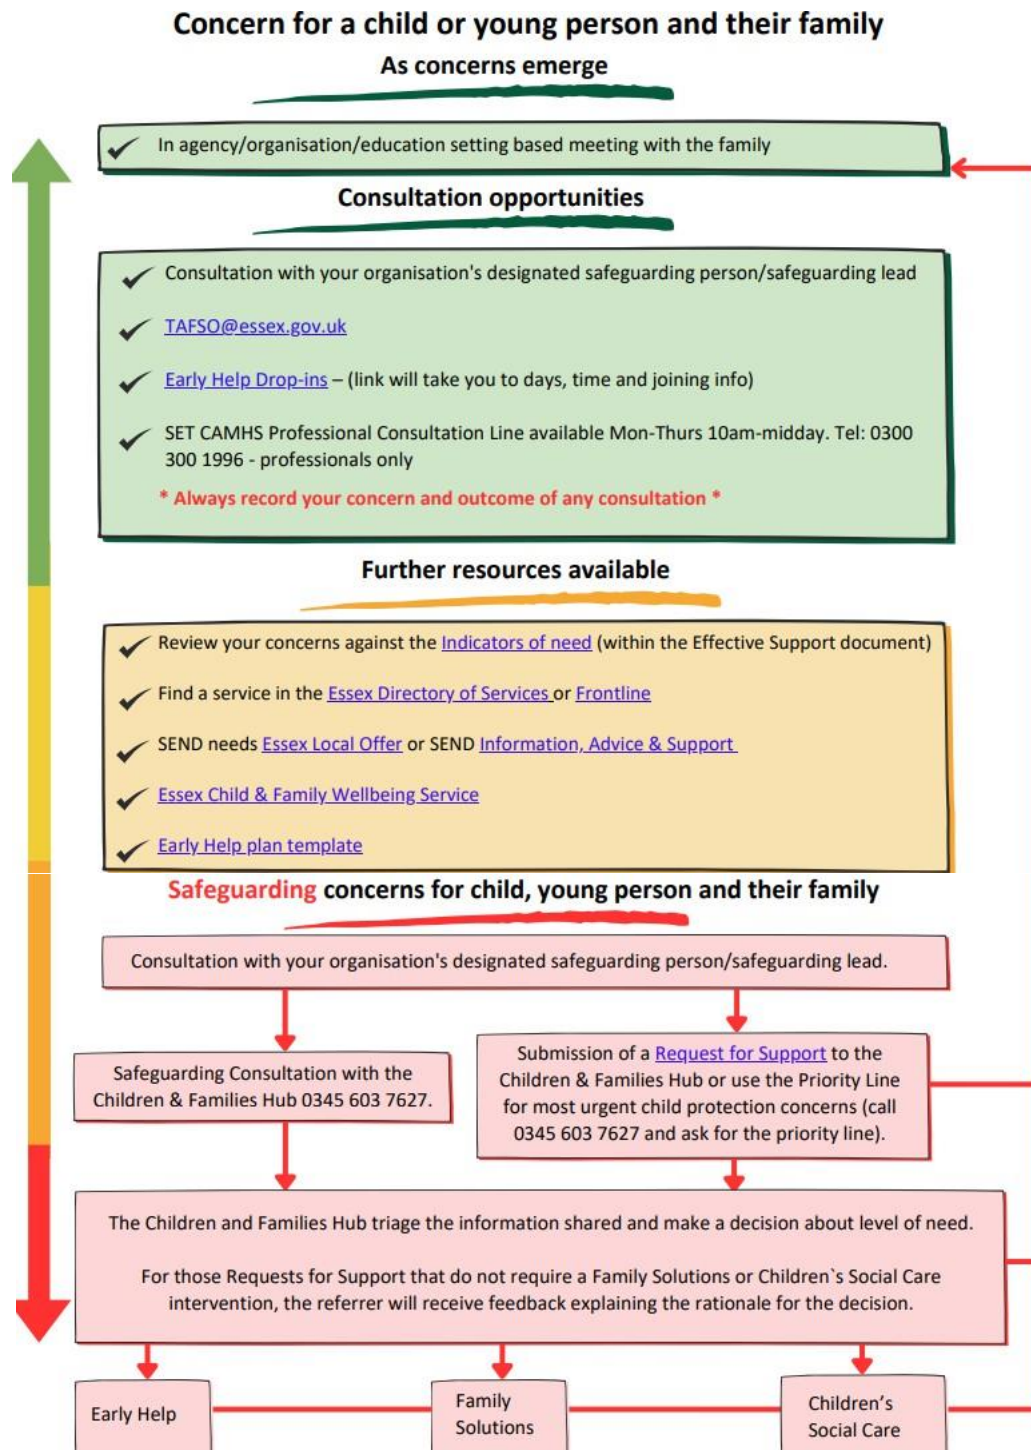 Concern for a child or young person and their family
As concerns emerge
In agency/organisation/education setting based meeting with the family
Consultation opportunities
Consultation with your organisation's designated safeguarding person/safeguarding lead
TAFSO@essex.gov.uk
Early Help Drop-ins – (link will take you to days, time and joining info)
SET CAMHS Professional Consultation Line available Mon-Thurs 10am-midday. Tel: 0300
300 1996 - professionals only
* Always record your concern and outcome of any consultation *
Further resources available
Review your concerns against the Indicators of need (within the Effective Support document)
Find a service in the Essex Directory of Services or Frontline
SEND needs Essex Local Offer or SEND Information, Advice & Support
Essex Child & Family Wellbeing Service
Early Help plan template
Safeguarding concerns for child, young person and their family
Consultation with your organisation's designated safeguarding person/safeguarding lead.
Safeguarding Consultation with the
Children & Families Hub 0345 603 7627.
Submission of a Request for Support to the
Children & Families Hub or use the Priority Line
for most urgent child protection concerns (call
0345 603 7627 and ask for the priority line).
The Children and Families Hub triage the information shared and make a decision about level of need.
For those Requests for Support that do not require a Family Solutions or Children`s Social Care
intervention, the referrer will receive feedback explaining the rationale for the decision.
Early Help
Family
Solutions
Children’s
Social Care